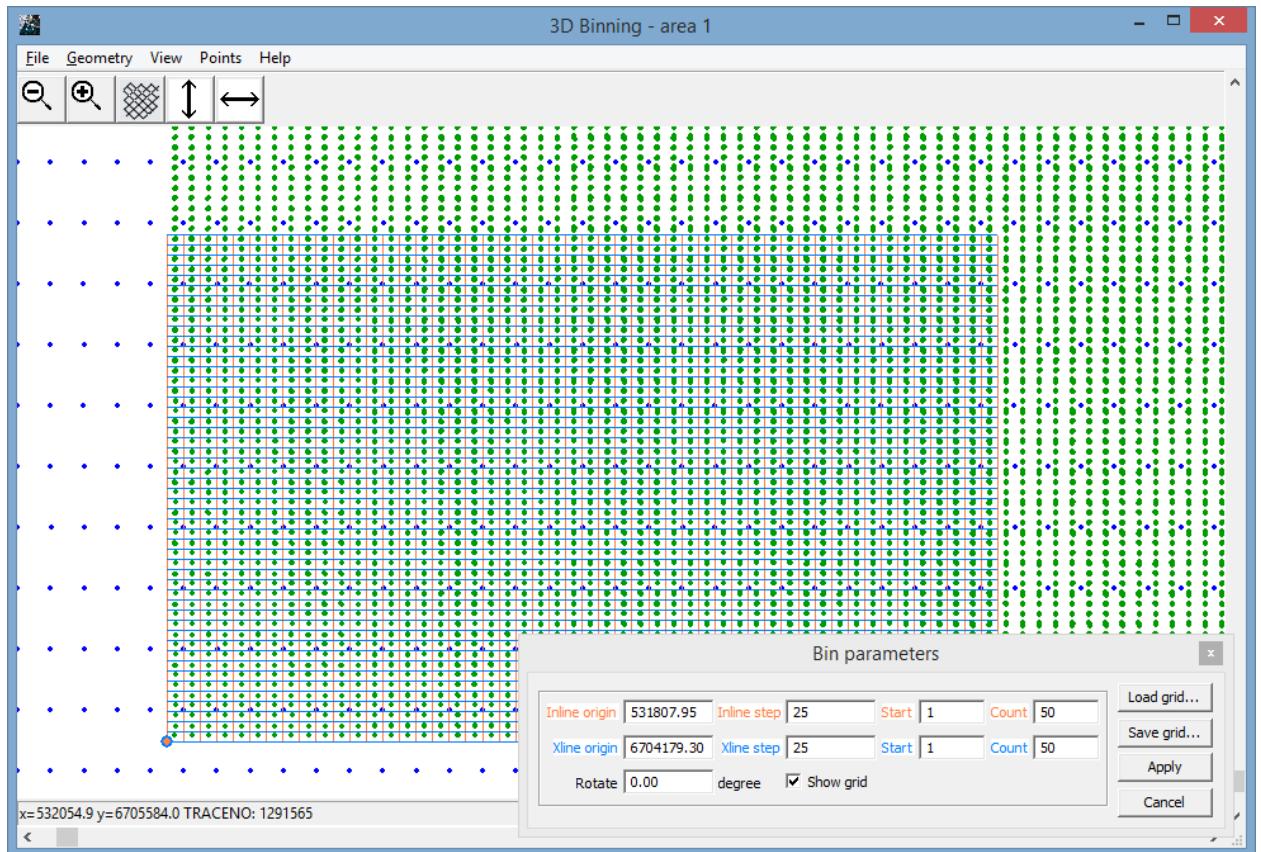 3D Binning - area 1
File Geometry View Points Help
Bin parameters
Inline origin 531807.95 Inline step 25 Start 1 Count 50 Load grid...
Xline origin 6704179.30 Xline step 25 Start 1 Count 50 Save grid...
Rotate 0.00 degree Show grid Apply
Cancel
x=532054.9 y=6705584.0 TRACENO: 1291565